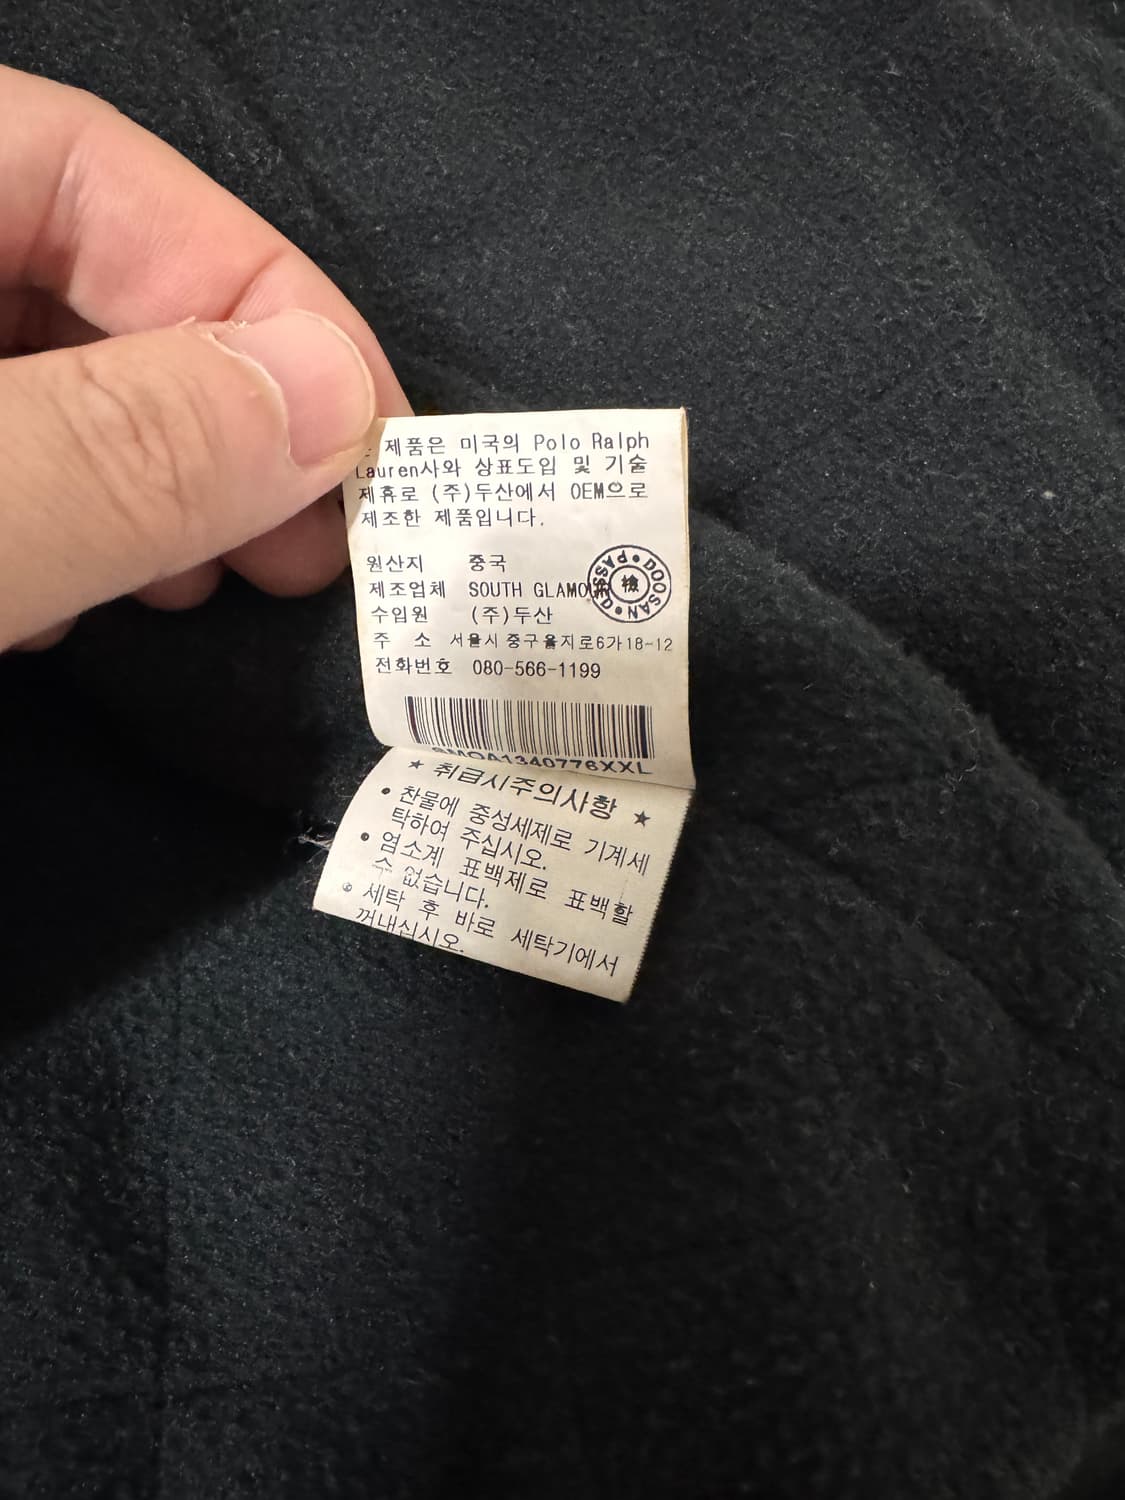 제품은 미국의 Polo Ralph
Lauren사와 상표도입 및 기술
제휴로 (주)두산에서 OEM으로
제조한 제품입니다.
원산지 중국
제조업체 SOUTH GLAMOUR
수입원 (주)두산
주 소 서울시 중구 을지로6가 18-12
전화번호 080-566-1199
DOOSAN PASSED
檢
★ 취급시주의사항 ★
• 찬물에 중성세제로 기계세
탁하여 주십시오.
• 염소계 표백제로 표백할
수 없습니다.
• 세탁 후 바로 세탁기에서
꺼내십시오.